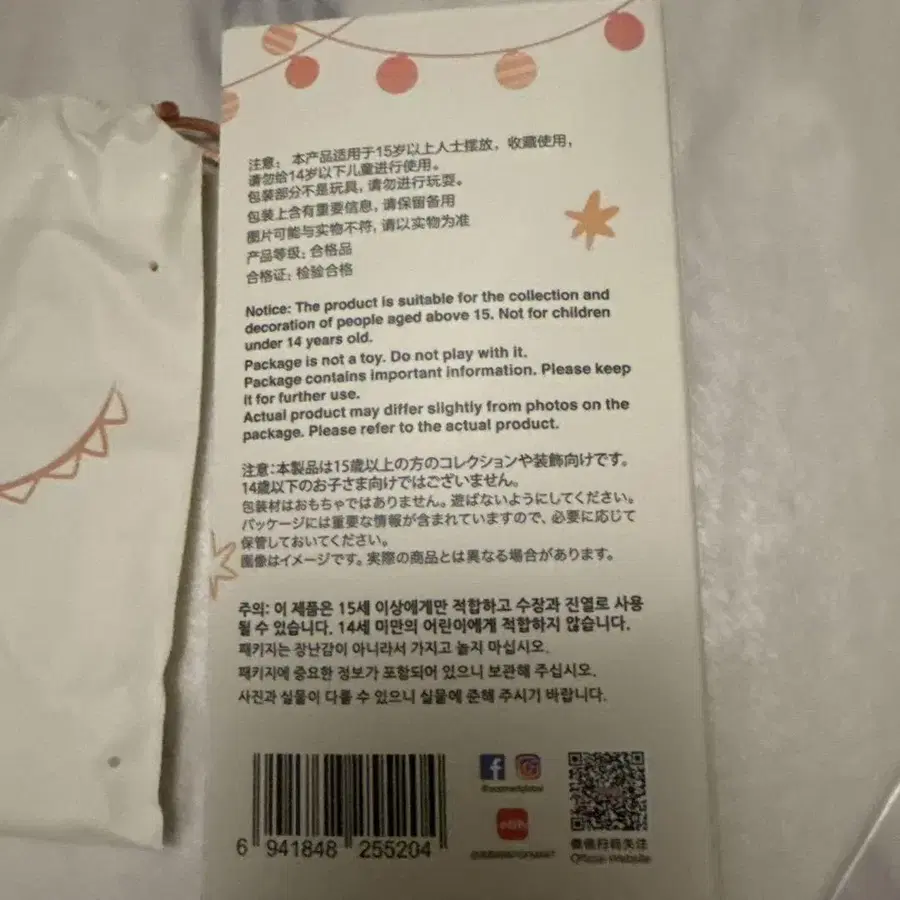 注意： 本产品适用于15岁以上人士摆放，收藏使用，
请勿给14岁以下儿童进行使用。
包装部分不是玩具，请勿进行玩耍。
包装上含有重要信息，请保留备用
图片可能与实物不符，请以实物为准
产品等级：合格品
合格证：检验合格
Notice: The product is suitable for the collection and
decoration of people aged above 15. Not for children
under 14 years old.
Package is not a toy. Do not play with it.
Package contains important information. Please keep
it for further use.
Actual product may differ slightly from photos on the
package. Please refer to the actual product.
注意：本製品は15歳以上の方のコレクションや装飾向けです。
14歳以下のお子さま向けではございません。
包装材はおもちゃではありません。遊ばないようにしてください。
パッケージには重要な情報が含まれていますので、必要に応じて
保管しておいてください。
画像はイメージです。実際の商品とは異なる場合があります。
주의: 이 제품은 15세 이상에게만 적합하고 수장과 진열로 사용
될 수 있습니다. 14세 미만의 어린이에게 적합하지 않습니다.
패키지는 장난감이 아니라서 가지고 놀지 마십시오.
패키지에 중요한 정보가 포함되어 있으니 보관해 주십시오.
사진과 실물이 다를 수 있으니 실물에 준해 주시기 바랍니다.
6 941848 255204
微信扫码关注
Official Website